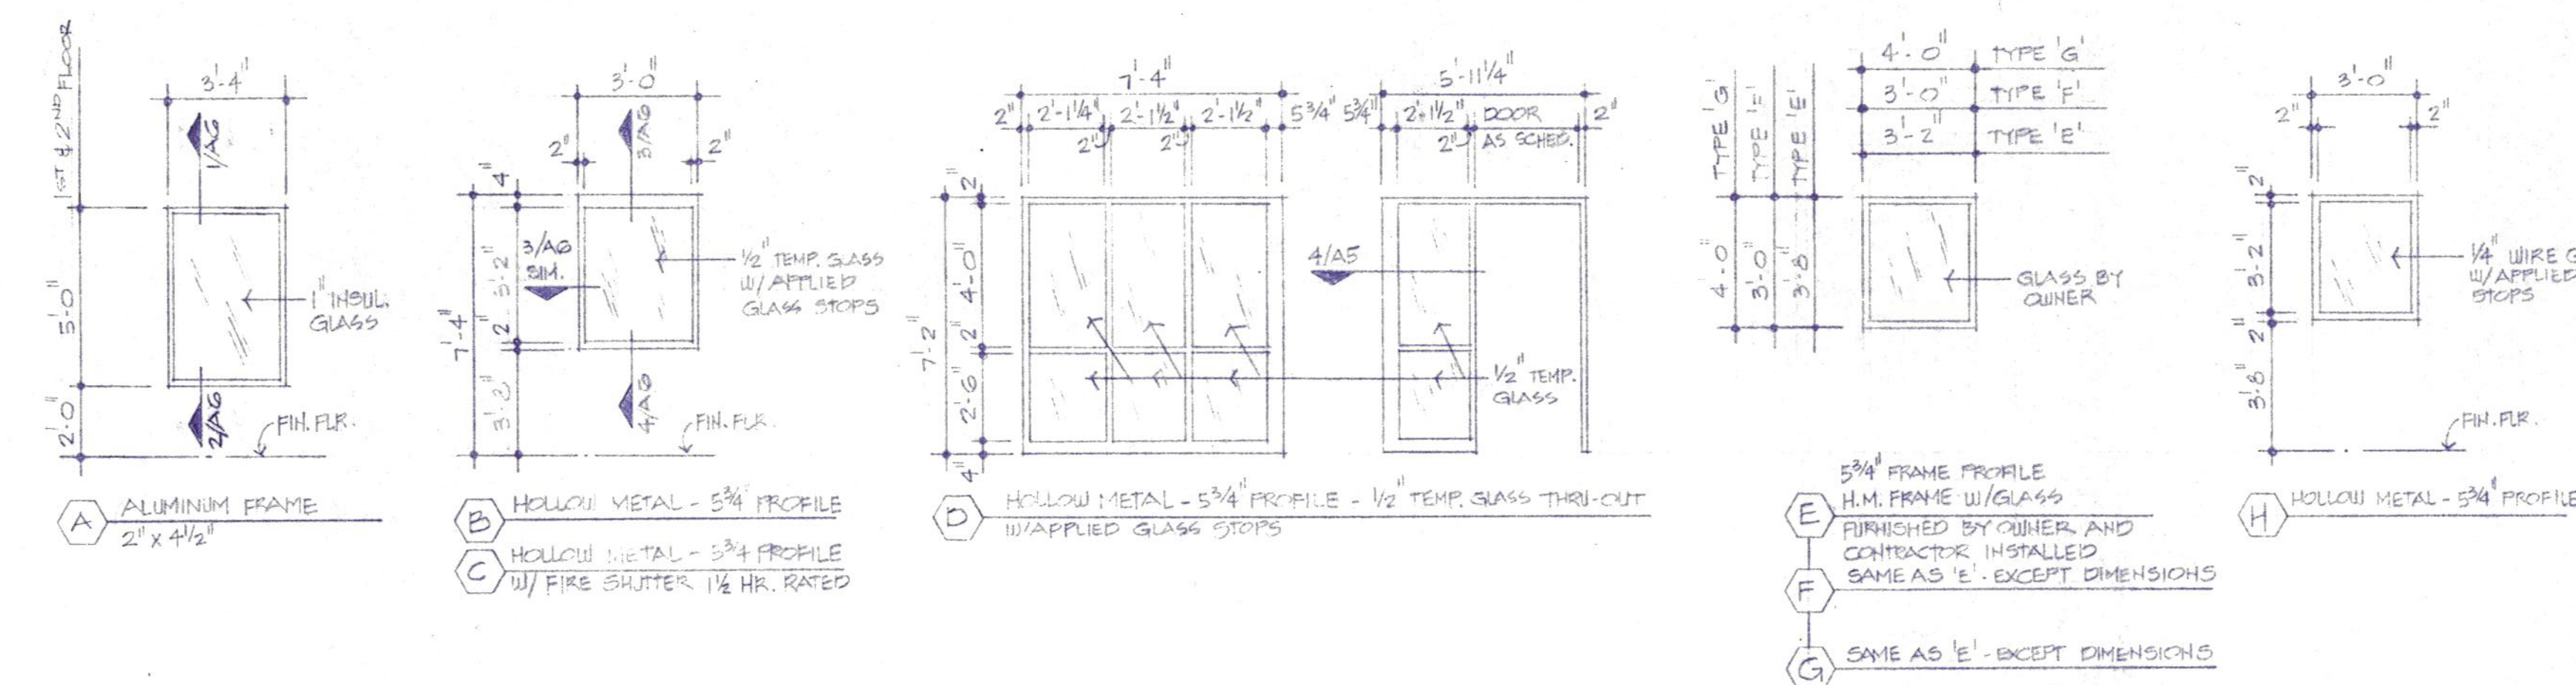 1ST & 2ND FLOOR
3'-4"
1/A6
5'-0"
1" INSUL.
GLASS
2'-0"
2/A6
FIN. FLR.
A
ALUMINUM FRAME
2" X 4 1/2"
3'-0"
3/A6
2"
2"
4"
3/A6
SIM.
3'-2"
7'-4"
2"
1/2" TEMP. GLASS
W/ APPLIED
GLASS STOPS
4/A6
FIN. FLR.
B
HOLLOW METAL - 5 3/4" PROFILE
C
HOLLOW METAL - 5 3/4 PROFILE
W/ FIRE SHUTTER 1 1/2 HR. RATED
7'-4"
5'-11 1/4"
2" 2'-1 1/4" 2'-1 1/2" 2'-1 1/2" 5 3/4" 5 3/4" 2'-1 1/2" DOOR 2"
2" 2" 2" AS SCHED.
2"
4'-0"
7'-2"
2"
2'-6"
4"
4/A5
1/2" TEMP.
GLASS
D
HOLLOW METAL - 5 3/4" PROFILE - 1/2" TEMP. GLASS THRU-OUT
W/APPLIED GLASS STOPS
4'-0" TYPE 'G'
3'-0" TYPE 'F'
3'-2" TYPE 'E'
TYPE 'G'
TYPE 'F'
TYPE 'E'
4'-0"
3'-0"
3'-8"
GLASS BY
OWNER
5 3/4" FRAME PROFILE
E
H.M. FRAME W/GLASS
FURNISHED BY OWNER AND
CONTRACTOR INSTALLED
F
SAME AS 'E' - EXCEPT DIMENSIONS
G
SAME AS 'E' - EXCEPT DIMENSIONS
3'-0"
2"
2"
2"
3'-2"
2"
3'-8"
1/4" WIRE G
W/APPLIED
STOPS
FIN. FLR.
H
HOLLOW METAL - 5 3/4" PROFILE